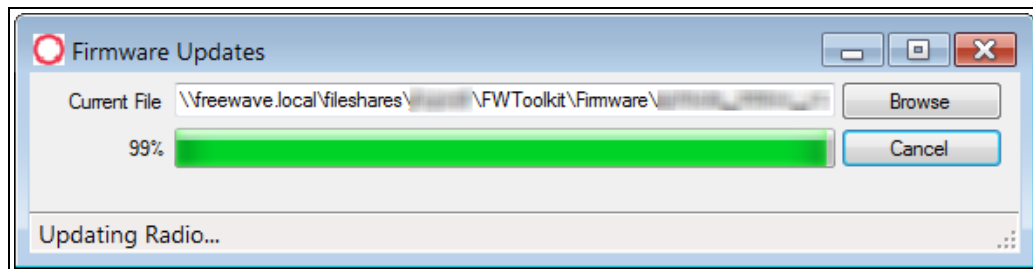 Firmware Updates
Current File \\freewave.local\fileshares\ \FWToolkit\Firmware\ Browse
99% Cancel
Updating Radio...